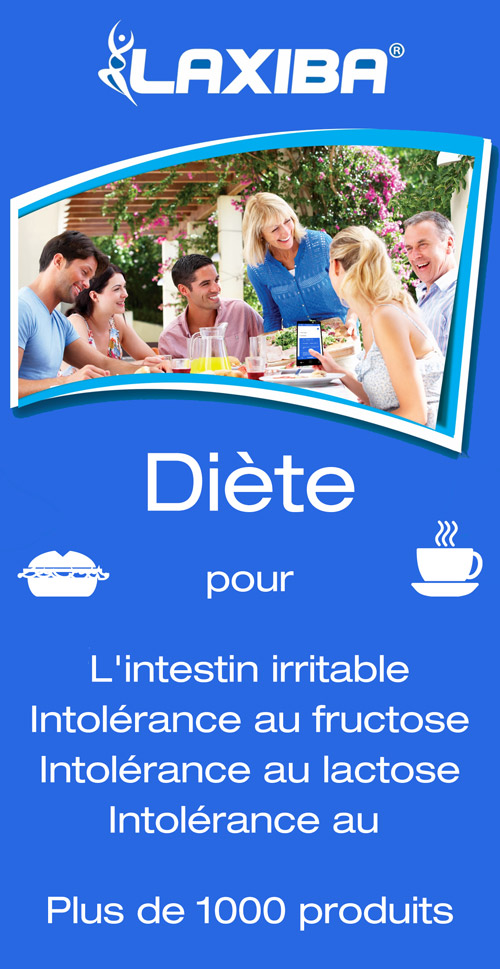 LAXIBA®
Diète
pour
L'intestin irritable
Intolérance au fructose
Intolérance au lactose
Intolérance au
Plus de 1000 produits